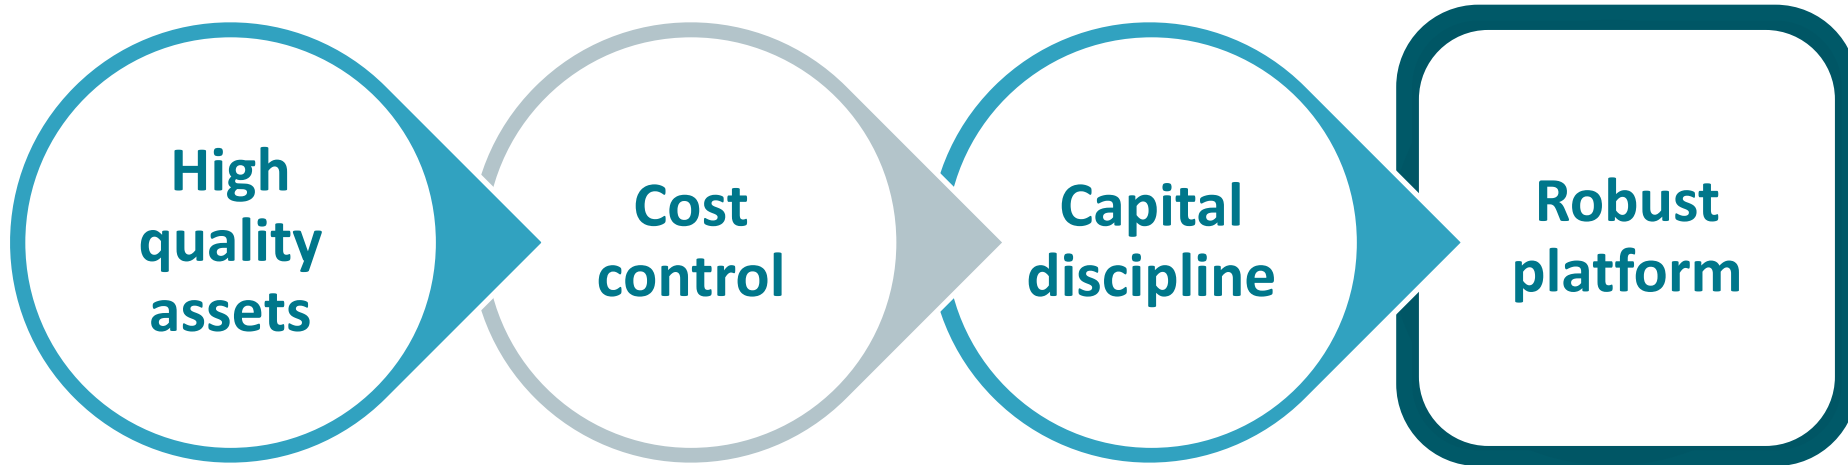 High
quality
assets
Cost
control
Capital
discipline
Robust
platform